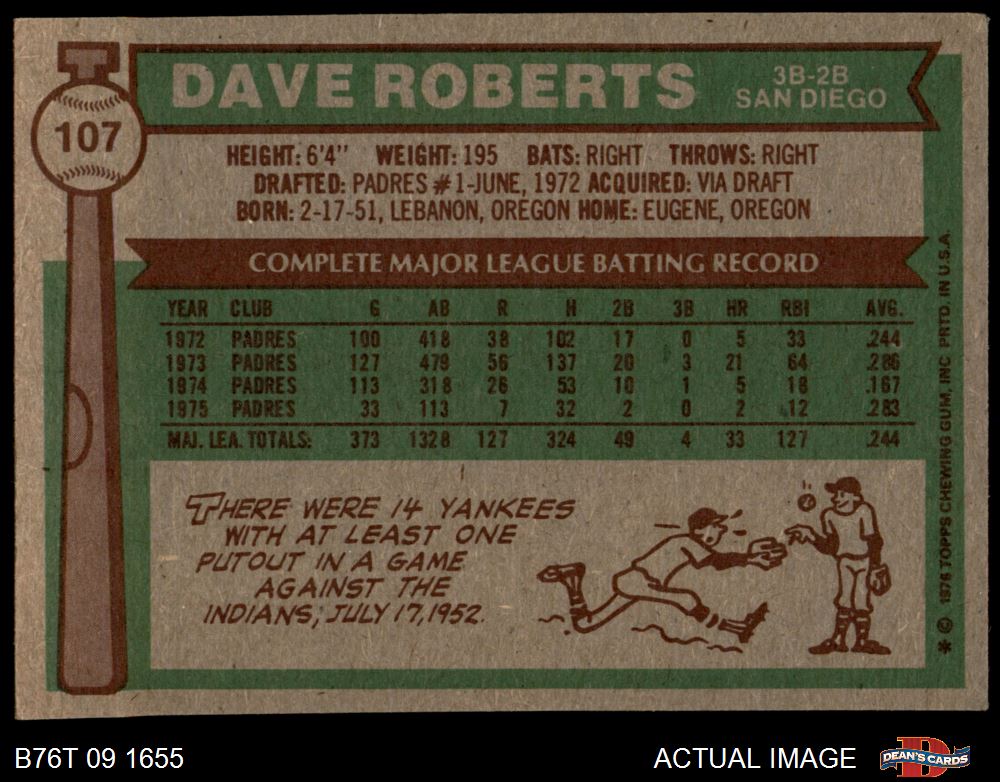 107
DAVE ROBERTS
3B-2B
SAN DIEGO
HEIGHT: 6'4" WEIGHT: 195 BATS: RIGHT THROWS: RIGHT
DRAFTED: PADRES #1-JUNE, 1972 ACQUIRED: VIA DRAFT
BORN: 2-17-51, LEBANON, OREGON HOME: EUGENE, OREGON
COMPLETE MAJOR LEAGUE BATTING RECORD
YEAR CLUB G AB R H 2B 3B HR RBI AVG.
1972 PADRES 100 418 38 102 17 0 5 33 .244
1973 PADRES 127 479 56 137 20 3 21 64 .286
1974 PADRES 113 318 26 53 10 1 5 18 .167
1975 PADRES 33 113 7 32 2 0 2 12 .283
MAJ. LEA. TOTALS: 373 1328 127 324 49 4 33 127 .244
THERE WERE 14 YANKEES
WITH AT LEAST ONE
PUTOUT IN A GAME
AGAINST THE
INDIANS, JULY 17, 1952.
* © 1976 TOPPS CHEWING GUM, INC PRTD. IN U.S.A.
B76T 09 1655
ACTUAL IMAGE
DEAN'S CARDS